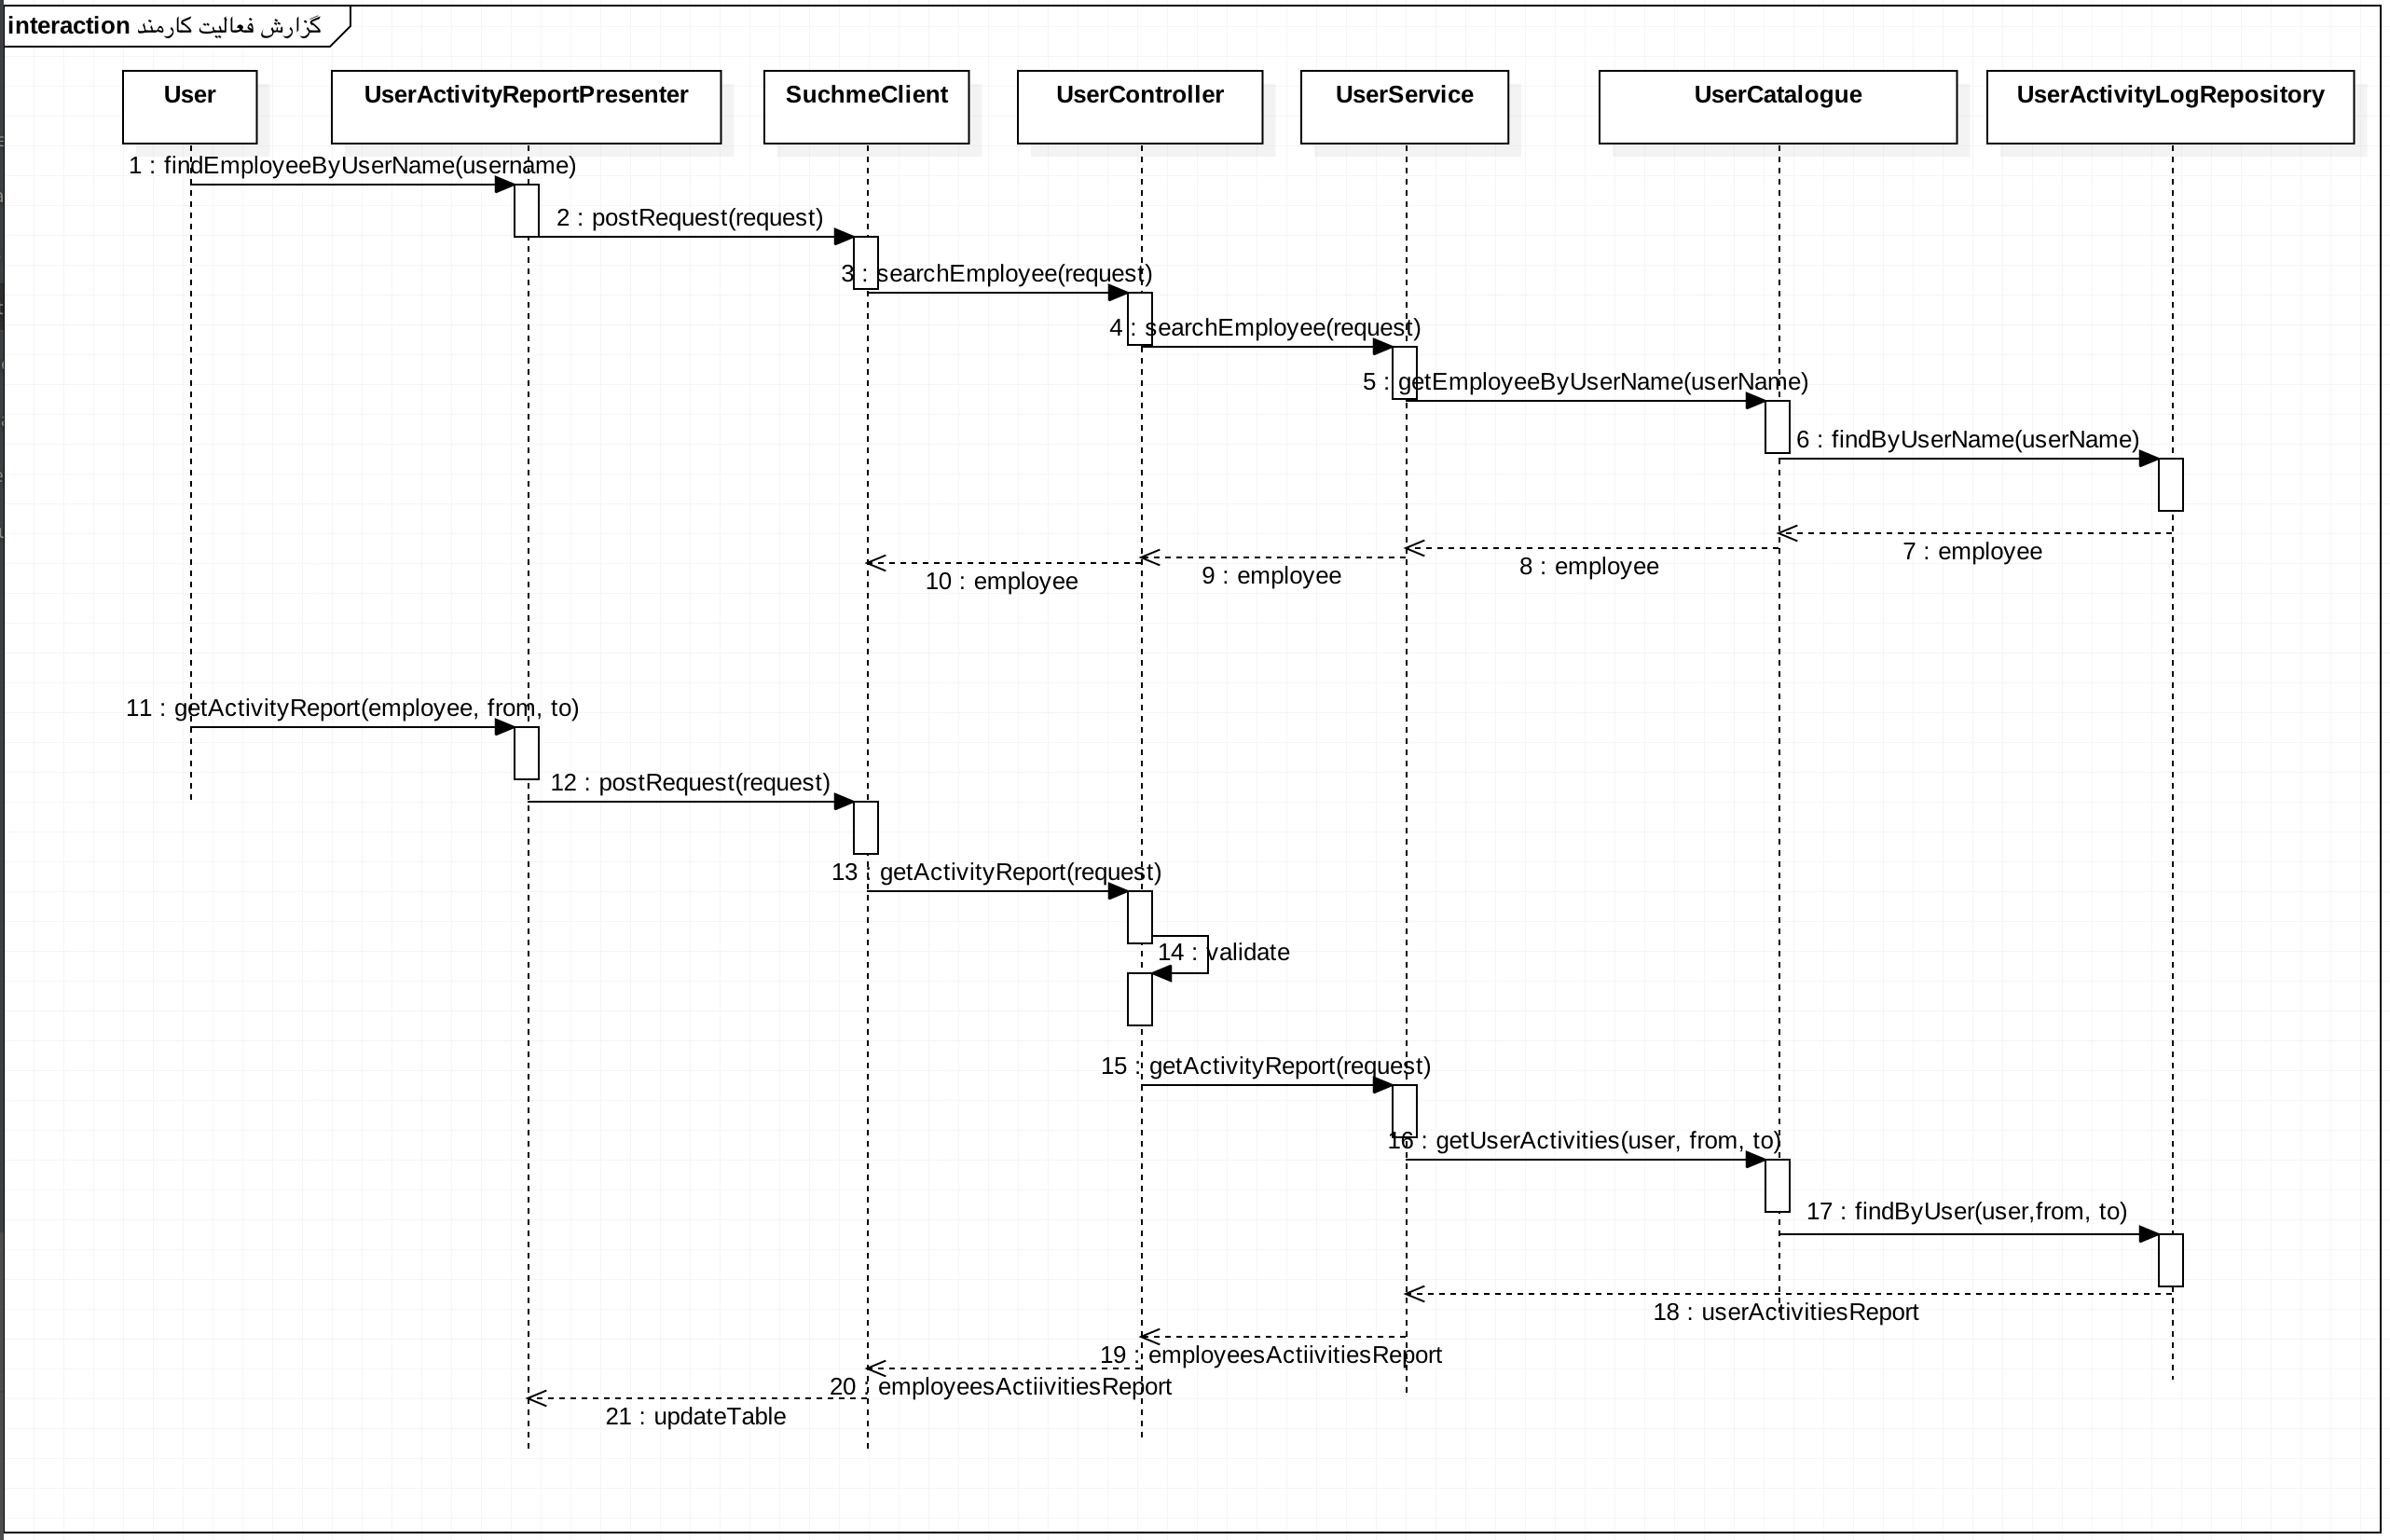 interaction گزارش فعالیت کارمند
User
UserActivityReportPresenter
SuchmeClient
UserController
UserService
UserCatalogue
UserActivityLogRepository
1 : findEmployeeByUserName(username)
2 : postRequest(request)
3 : searchEmployee(request)
4 : searchEmployee(request)
5 : getEmployeeByUserName(userName)
6 : findByUserName(userName)
7 : employee
8 : employee
9 : employee
10 : employee
11 : getActivityReport(employee, from, to)
12 : postRequest(request)
13 : getActivityReport(request)
14 : validate
15 : getActivityReport(request)
16 : getUserActivities(user, from, to)
17 : findByUser(user,from, to)
18 : userActivitiesReport
19 : employeesActiivitiesReport
20 : employeesActiivitiesReport
21 : updateTable